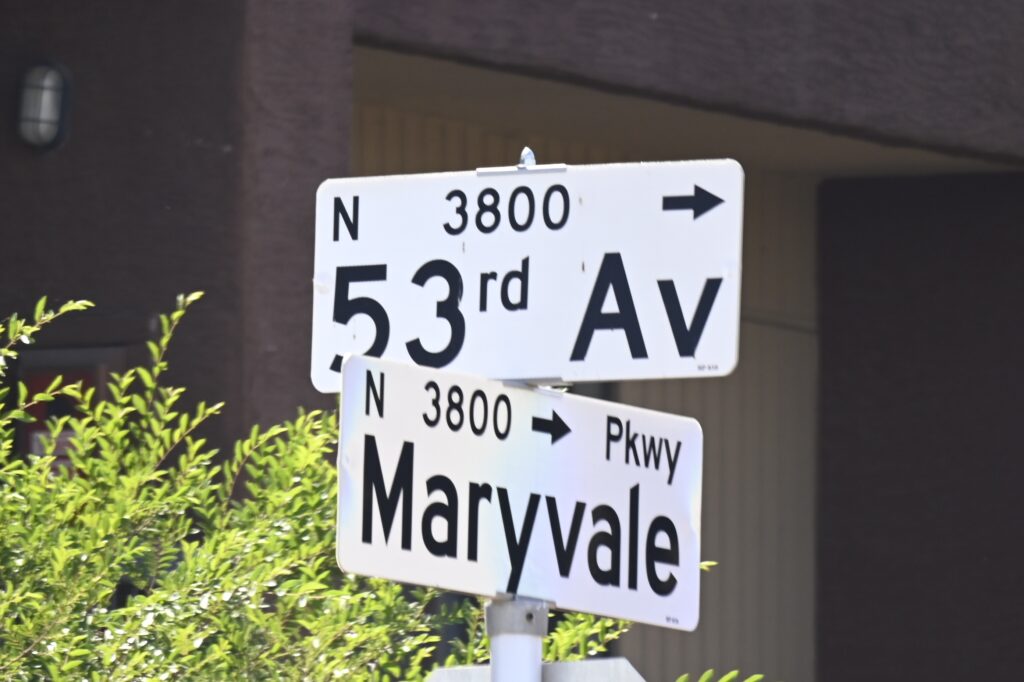 N 3800 →
53rd Av
N 3800 → Pkwy
Maryvale